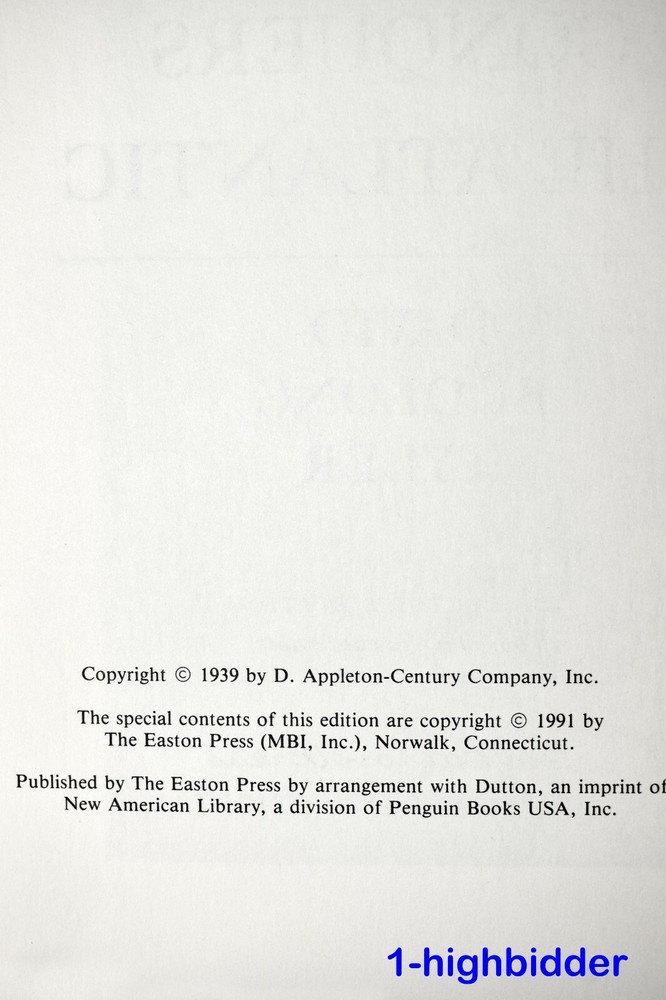 CONQUERS
ATLANTIC
Copyright © 1939 by D. Appleton-Century Company, Inc.
The special contents of this edition are copyright © 1991 by
The Easton Press (MBI, Inc.), Norwalk, Connecticut.
Published by The Easton Press by arrangement with Dutton, an imprint of
New American Library, a division of Penguin Books USA, Inc.
1-highbidder